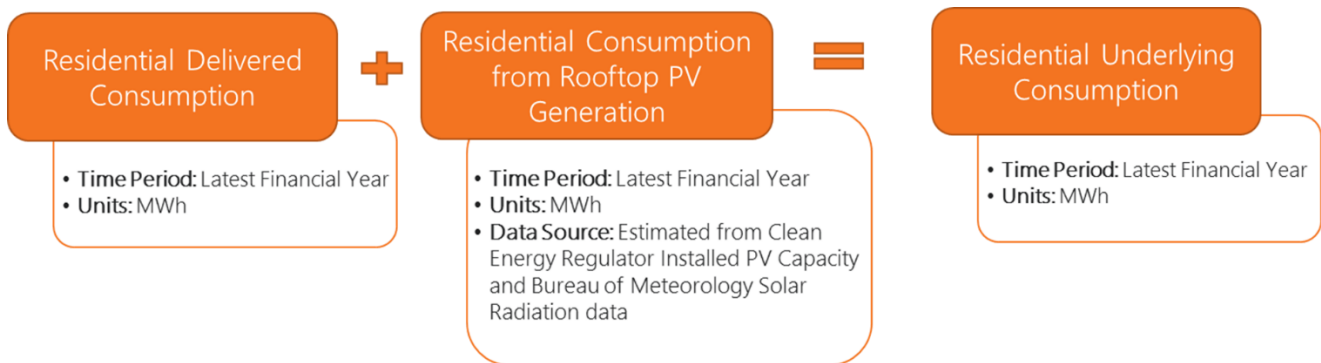 Residential Delivered
Consumption
• Time Period: Latest Financial Year
• Units: MWh
+
Residential Consumption
from Rooftop PV
Generation
• Time Period: Latest Financial Year
• Units: MWh
• Data Source: Estimated from Clean
Energy Regulator Installed PV Capacity
and Bureau of Meteorology Solar
Radiation data
=
Residential Underlying
Consumption
• Time Period: Latest Financial Year
• Units: MWh